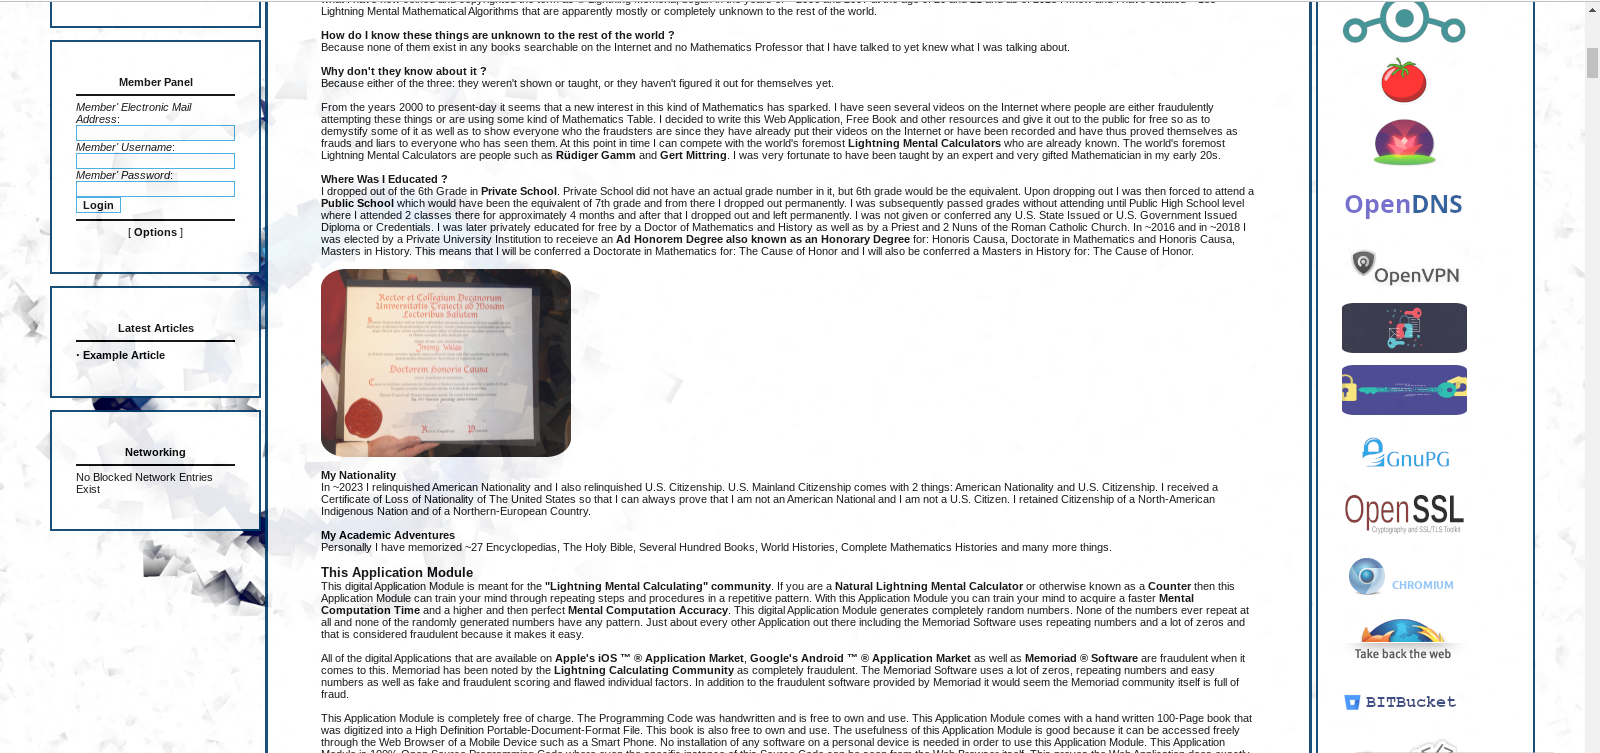 Lightning Mental Mathematical Algorithms that are apparently mostly or completely unknown to the rest of the world.
How do I know these things are unknown to the rest of the world ?
Because none of them exist in any books searchable on the Internet and no Mathematics Professor that I have talked to yet knew what I was talking about.
Why don't they know about it ?
Because either of the three: they weren't shown or taught, or they haven't figured it out for themselves yet.
From the years 2000 to present-day it seems that a new interest in this kind of Mathematics has sparked. I have seen several videos on the Internet where people are either fraudulently
attempting these things or are using some kind of Mathematics Table. I decided to write this Web Application, Free Book and other resources and give it out to the public for free so as to
demystify some of it as well as to show everyone who the fraudsters are since they have already put their videos on the Internet or have been recorded and have thus proved themselves as
frauds and liars to everyone who has seen them. At this point in time I can compete with the world's foremost Lightning Mental Calculators who are already known. The world's foremost
Lightning Mental Calculators are people such as Rüdiger Gamm and Gert Mittring. I was very fortunate to have been taught by an expert and very gifted Mathematician in my early 20s.
Where Was I Educated ?
I dropped out of the 6th Grade in Private School. Private School did not have an actual grade number in it, but 6th grade would be the equivalent. Upon dropping out I was then forced to attend a
Public School which would have been the equivalent of 7th grade and from there I dropped out permanently. I was subsequently passed grades without attending until Public High School level
where I attended 2 classes there for approximately 4 months and after that I dropped out and left permanently. I was not given or conferred any U.S. State Issued or U.S. Government Issued
Diploma or Credentials. I was later privately educated for free by a Doctor of Mathematics and History as well as by a Priest and 2 Nuns of the Roman Catholic Church. In ~2016 and in ~2018 I
was elected by a Private University Institution to receieve an Ad Honorem Degree also known as an Honorary Degree for: Honoris Causa, Doctorate in Mathematics and Honoris Causa,
Masters in History. This means that I will be conferred a Doctorate in Mathematics for: The Cause of Honor and I will also be conferred a Masters in History for: The Cause of Honor.
Rector et Collegium Decanorum
Universitatis Traiecti ad Mosam
Lectoribus Salutem
Jimmy Wales
Doctorem Honoris Causa
My Nationality
In ~2023 I relinquished American Nationality and I also relinquished U.S. Citizenship. U.S. Mainland Citizenship comes with 2 things: American Nationality and U.S. Citizenship. I received a
Certificate of Loss of Nationality of The United States so that I can always prove that I am not an American National and I am not a U.S. Citizen. I retained Citizenship of a North-American
Indigenous Nation and of a Northern-European Country.
My Academic Adventures
Personally I have memorized ~27 Encyclopedias, The Holy Bible, Several Hundred Books, World Histories, Complete Mathematics Histories and many more things.
This Application Module
This digital Application Module is meant for the "Lightning Mental Calculating" community. If you are a Natural Lightning Mental Calculator or otherwise known as a Counter then this
Application Module can train your mind through repeating steps and procedures in a repetitive pattern. With this Application Module you can train your mind to acquire a faster Mental
Computation Time and a higher and then perfect Mental Computation Accuracy. This digital Application Module generates completely random numbers. None of the numbers ever repeat at
all and none of the randomly generated numbers have any pattern. Just about every other Application out there including the Memoriad Software uses repeating numbers and a lot of zeros and
that is considered fraudulent because it makes it easy.
All of the digital Applications that are available on Apple's iOS ™ ® Application Market, Google's Android ™ ® Application Market as well as Memoriad ® Software are fraudulent when it
comes to this. Memoriad has been noted by the Lightning Calculating Community as completely fraudulent. The Memoriad Software uses a lot of zeros, repeating numbers and easy
numbers as well as fake and fraudulent scoring and flawed individual factors. In addition to the fraudulent software provided by Memoriad it would seem the Memoriad community itself is full of
fraud.
This Application Module is completely free of charge. The Programming Code was handwritten and is free to own and use. This Application Module comes with a hand written 100-Page book that
was digitized into a High Definition Portable-Document-Format File. This book is also free to own and use. The usefulness of this Application Module is good because it can be accessed freely
through the Web Browser of a Mobile Device such as a Smart Phone. No installation of any software on a personal device is needed in order to use this Application Module. This Application
Member Panel
Member' Electronic Mail
Address:
Member' Username:
Member' Password:
Login
[ Options ]
Latest Articles
· Example Article
Networking
No Blocked Network Entries
Exist
OpenDNS
OPENVPN
GnuPG
OpenSSL
Cryptography and SSL/TLS Toolkit
CHROMIUM
Take back the web
BITBucket